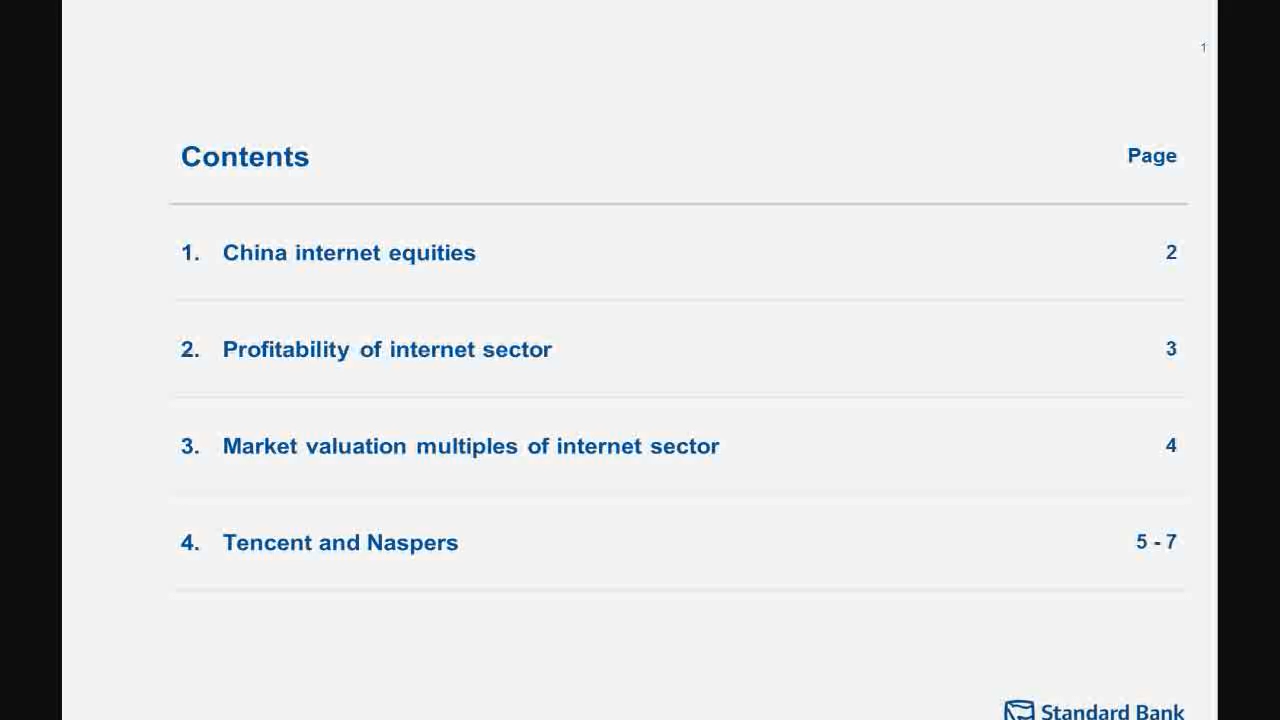 1
Contents Page
1. China internet equities 2
2. Profitability of internet sector 3
3. Market valuation multiples of internet sector 4
4. Tencent and Naspers 5 - 7
Standard Bank